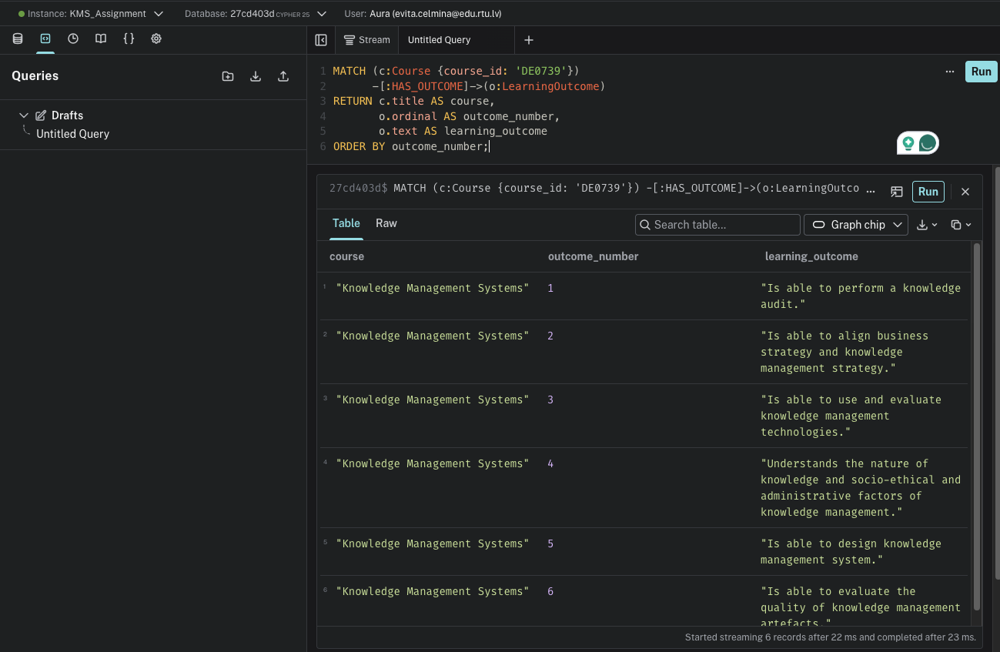 Instance: KMS_Assignment
Database: 27cd403d CYPHER 25
User: Aura (evita.celmina@edu.rtu.lv)
Stream
Untitled Query
Queries
Drafts
Untitled Query
1 MATCH (c:Course {course_id: 'DE0739'})
2 -[:HAS_OUTCOME]->(o:LearningOutcome)
3 RETURN c.title AS course,
4 o.ordinal AS outcome_number,
5 o.text AS learning_outcome
6 ORDER BY outcome_number;
Run
27cd403d$ MATCH (c:Course {course_id: 'DE0739'}) -[:HAS_OUTCOME]->(o:LearningOutco ...
Run
Table Raw
Search table...
Graph chip
course outcome_number learning_outcome
1 "Knowledge Management Systems" 1 "Is able to perform a knowledge
audit."
2 "Knowledge Management Systems" 2 "Is able to align business
strategy and knowledge
management strategy."
3 "Knowledge Management Systems" 3 "Is able to use and evaluate
knowledge management
technologies."
4 "Knowledge Management Systems" 4 "Understands the nature of
knowledge and socio-ethical and
administrative factors of
knowledge management."
5 "Knowledge Management Systems" 5 "Is able to design knowledge
management system."
6 "Knowledge Management Systems" 6 "Is able to evaluate the
quality of knowledge management
artefacts."
Started streaming 6 records after 22 ms and completed after 23 ms.